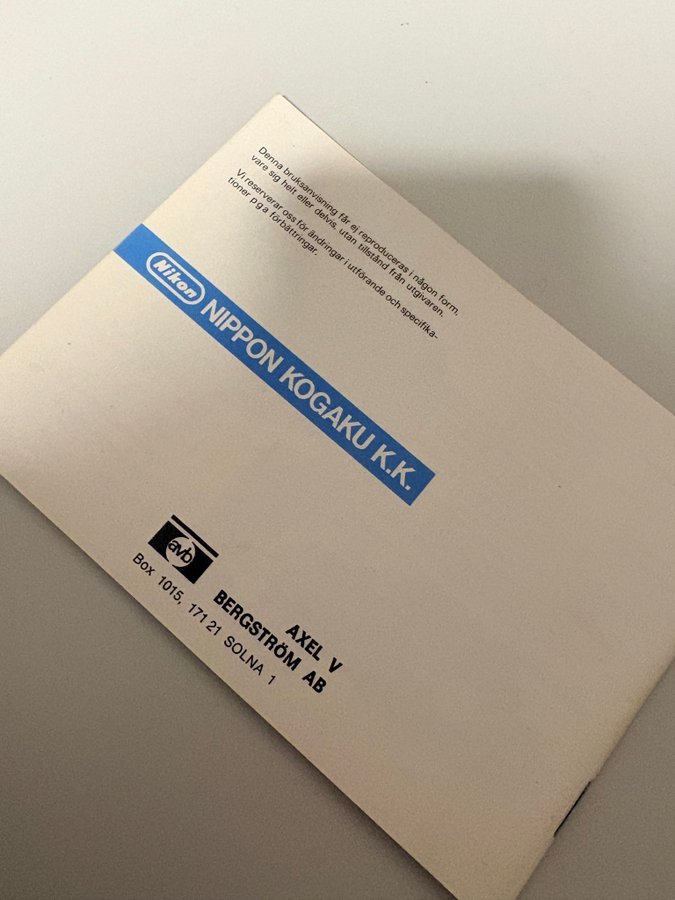 Denna bruksanvisning får ej reproduceras i någon form,
vare sig helt eller delvis, utan tillstånd från utgivaren.
Vi reserverar oss för ändringar i utförande och specifika-
tioner p g a förbättringar.
Nikon NIPPON KOGAKU K.K.
avb
AXEL V
BERGSTRÖM AB
Box 1015, 171 21 SOLNA 1